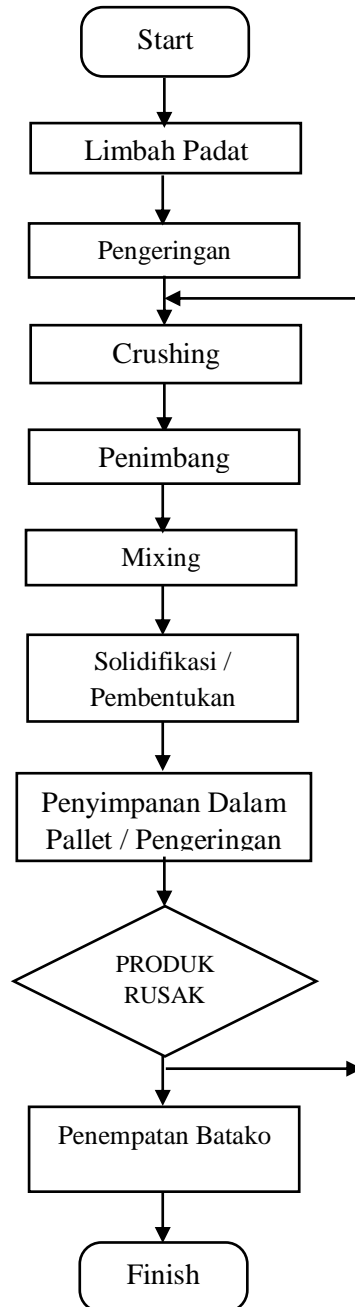 Start
Limbah Padat
Pengeringan
Crushing
Penimbang
Mixing
Solidifikasi /
Pembentukan
Penyimpanan Dalam
Pallet / Pengeringan
PRODUK
RUSAK
Penempatan Batako
Finish